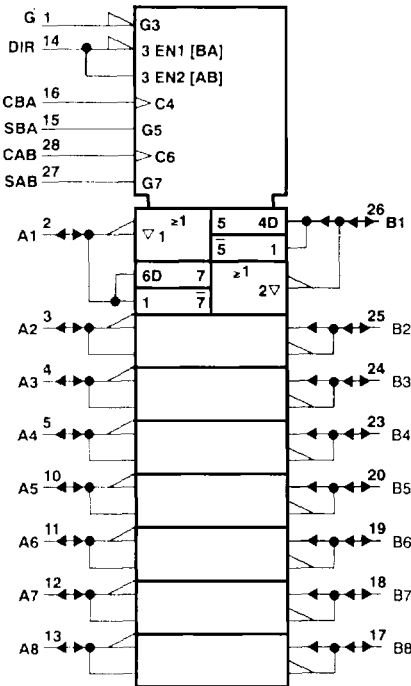 G 1 G3
DIR 14 3 EN1 [BA]
3 EN2 [AB]
CBA 16 C4
SBA 15 G5
CAB 28 C6
SAB 27 G7
A1 2 ≥1 ▽1 5 4D 26 B1
5̅ 1
6D 7 ≥1 2▽
1 7̅
A2 3 25 B2
A3 4 24 B3
A4 5 23 B4
A5 10 20 B5
A6 11 19 B6
A7 12 18 B7
A8 13 17 B8